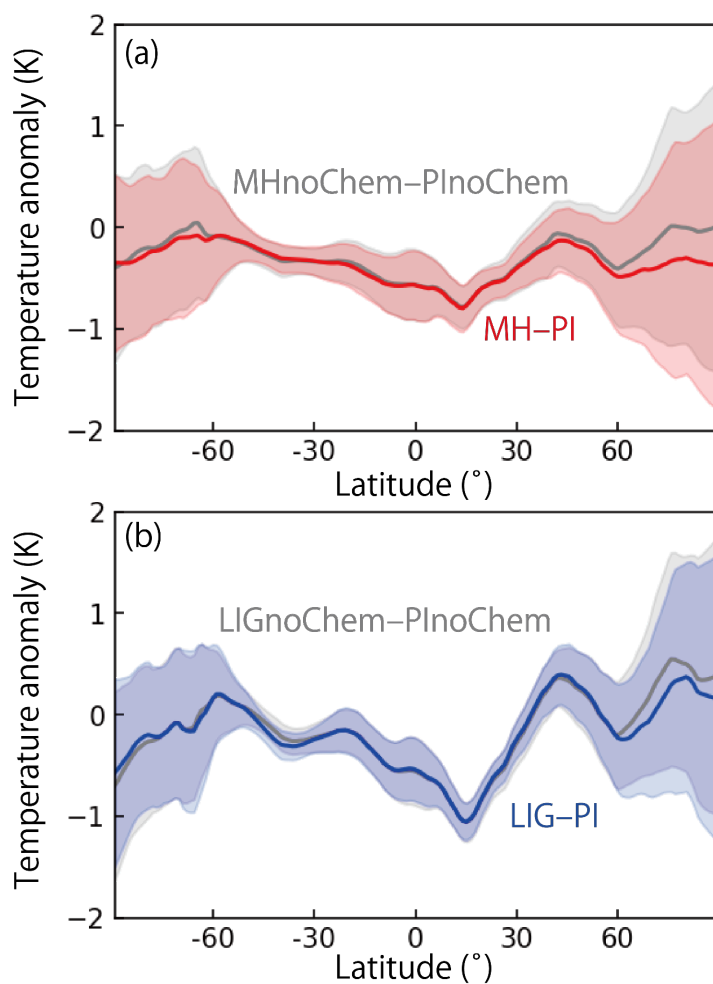 (a)
Temperature anomaly (K)
2
1
0
−1
−2
MHnoChem–PInoChem
MH–PI
-60
-30
0
30
60
Latitude (˚)
(b)
Temperature anomaly (K)
2
1
0
−1
−2
LIGnoChem–PInoChem
LIG–PI
-60
-30
0
30
60
Latitude (˚)